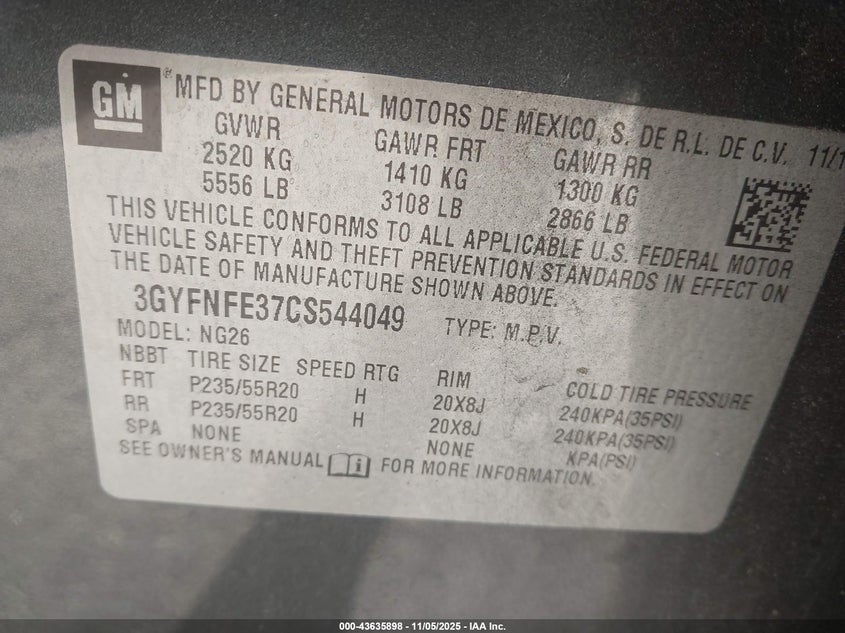 GM
® MFD BY GENERAL MOTORS DE MEXICO, S. DE R.L. DE C.V. 11/1
GVWR GAWR FRT GAWR RR
2520 KG 1410 KG 1300 KG
5556 LB 3108 LB 2866 LB
THIS VEHICLE CONFORMS TO ALL APPLICABLE U.S. FEDERAL MOTOR
VEHICLE SAFETY AND THEFT PREVENTION STANDARDS IN EFFECT ON
THE DATE OF MANUFACTURE SHOWN ABOVE.
3GYFNFE37CS544049 TYPE: M.P.V.
MODEL: NG26
NBBT TIRE SIZE SPEED RTG RIM COLD TIRE PRESSURE
FRT P235/55R20 H 20X8J 240KPA(35PSI)
RR P235/55R20 H 20X8J 240KPA(35PSI)
SPA NONE NONE KPA(PSI)
SEE OWNER'S MANUAL FOR MORE INFORMATION.
000-43635898 - 11/05/2025 - IAA Inc.